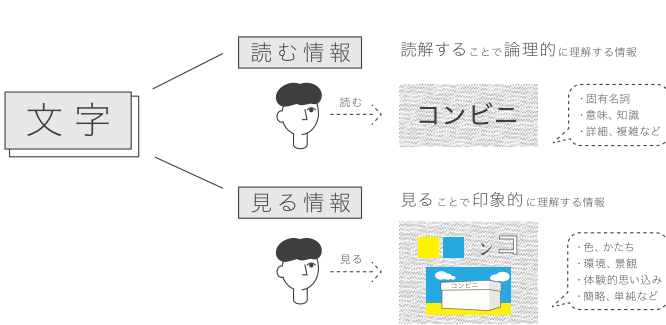 文字
読む情報
読解することで論理的に理解する情報
読む
コンビニ
・固有名詞
・意味、知識
・詳細、複雑など
見る情報
見ることで印象的に理解する情報
見る
ンコ
コンビニ
・色、かたち
・環境、景観
・体験的思い込み
・簡略、単純など